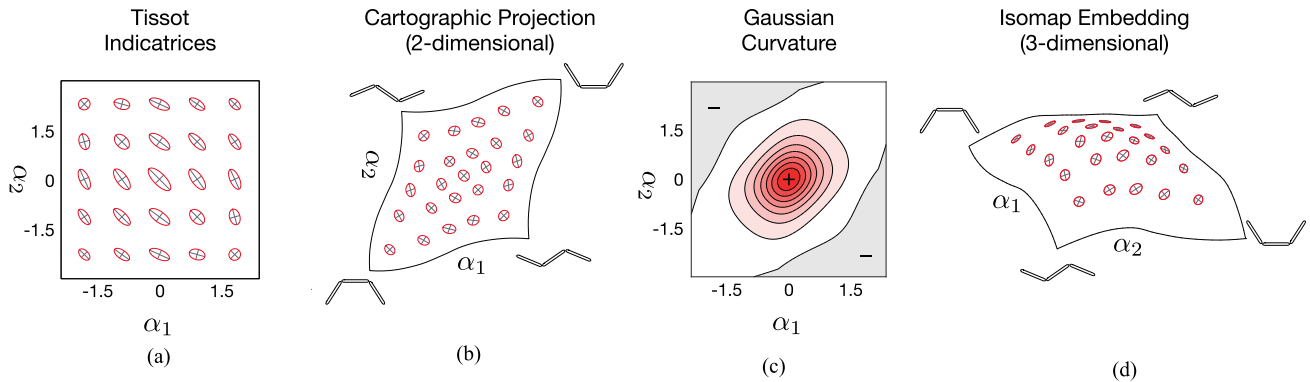 Tissot
Indicatrices
Cartographic Projection
(2-dimensional)
Gaussian
Curvature
Isomap Embedding
(3-dimensional)
1.5
0
-1.5
α2
-1.5 0 1.5
α1
(a)
α2
α1
(b)
1.5
0
-1.5
α2
−
+
−
-1.5 0 1.5
α1
(c)
α1
α2
(d)